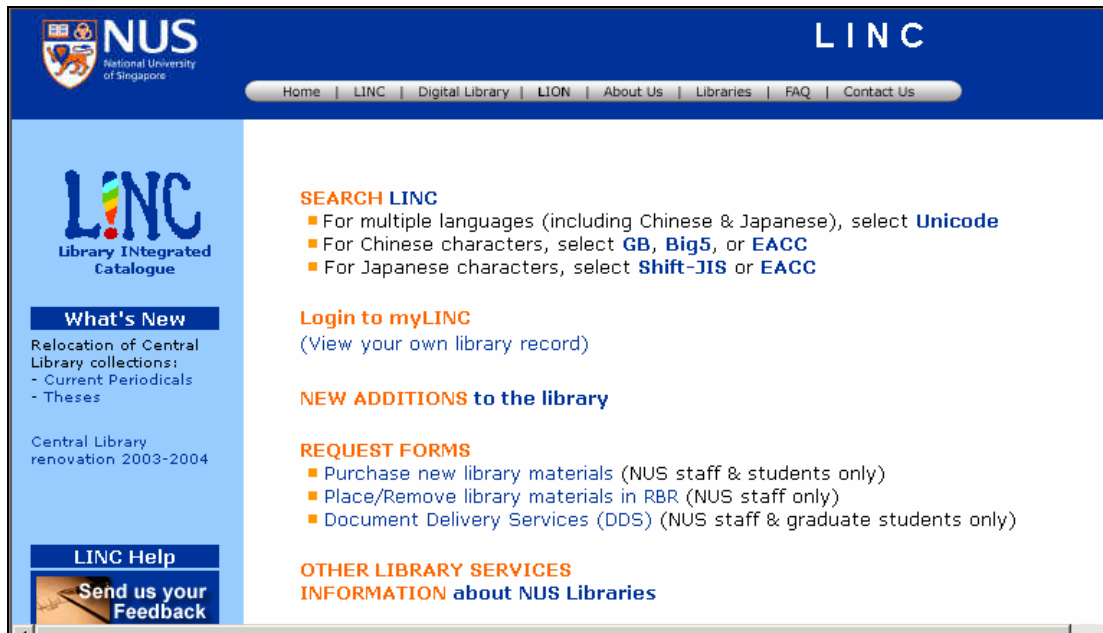 NUS
National University
of Singapore
LINC
Home | LINC | Digital Library | LION | About Us | Libraries | FAQ | Contact Us
LINC
Library INtegrated
Catalogue
What's New
Relocation of Central
Library collections:
- Current Periodicals
- Theses
Central Library
renovation 2003-2004
LINC Help
Send us your
Feedback
SEARCH LINC
For multiple languages (including Chinese & Japanese), select Unicode
For Chinese characters, select GB, Big5, or EACC
For Japanese characters, select Shift-JIS or EACC
Login to myLINC
(View your own library record)
NEW ADDITIONS to the library
REQUEST FORMS
Purchase new library materials (NUS staff & students only)
Place/Remove library materials in RBR (NUS staff only)
Document Delivery Services (DDS) (NUS staff & graduate students only)
OTHER LIBRARY SERVICES
INFORMATION about NUS Libraries